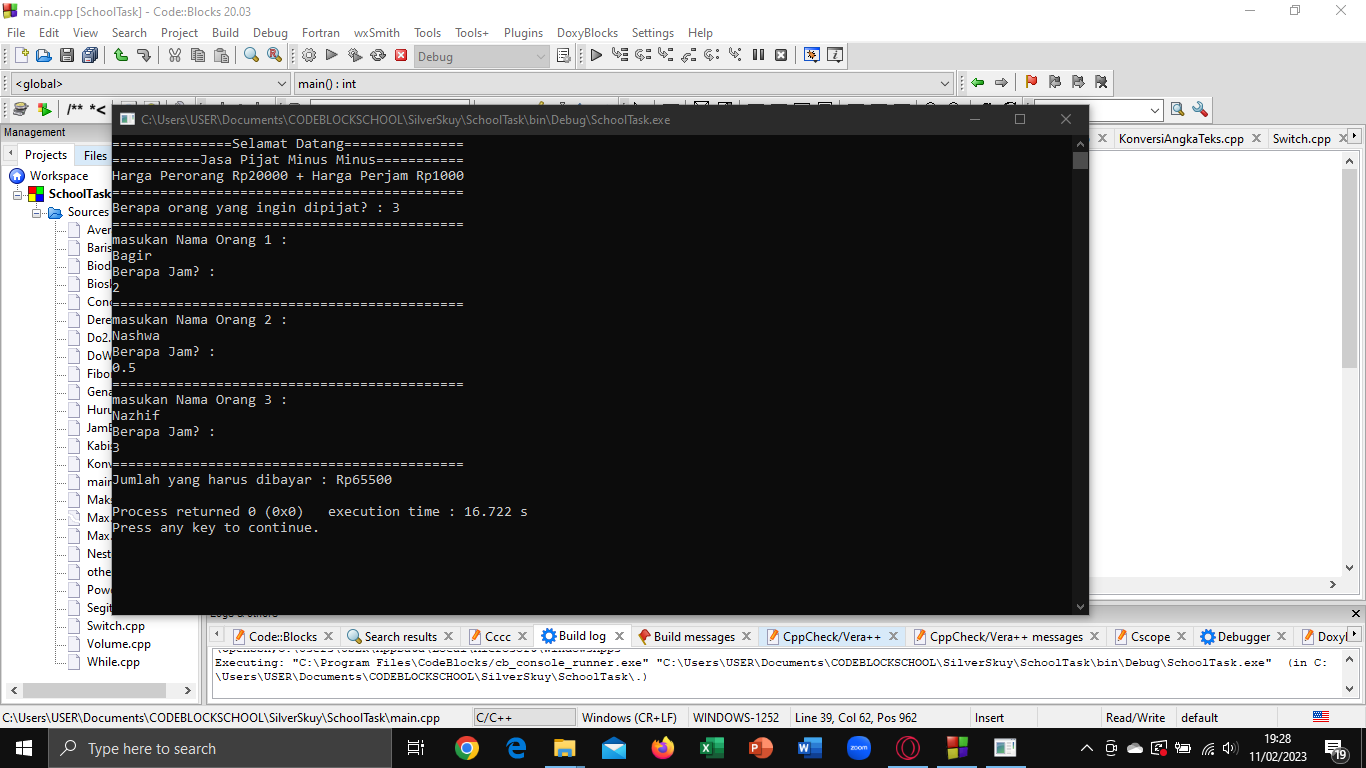 main.cpp [SchoolTask] - Code::Blocks 20.03
File Edit View Search Project Build Debug Fortran wxSmith Tools Tools+ Plugins DoxyBlocks Settings Help
Debug
<global> main() : int
/** *<
Management
Projects Files
KonversiAngkaTeks.cpp Switch.cpp
Workspace
SchoolTask
Sources
Aver
Baris
Biod
Biosk
Conc
Dere
Do2.
DoW
Fibo
Gena
Huru
JamB
Kabis
Konv
main
Maks
Max.
Max.
Nest
othe
Powe
Segit
Switch.cpp
Volume.cpp
While.cpp
C:\Users\USER\Documents\CODEBLOCKSCHOOL\SilverSkuy\SchoolTask\bin\Debug\SchoolTask.exe
===============Selamat Datang===============
===========Jasa Pijat Minus Minus===========
Harga Perorang Rp20000 + Harga Perjam Rp1000
============================================
Berapa orang yang ingin dipijat? : 3
============================================
masukan Nama Orang 1 :
Bagir
Berapa Jam? :
2
============================================
masukan Nama Orang 2 :
Nashwa
Berapa Jam? :
0.5
============================================
masukan Nama Orang 3 :
Nazhif
Berapa Jam? :
3
============================================
Jumlah yang harus dibayar : Rp65500
Process returned 0 (0x0)   execution time : 16.722 s
Press any key to continue.
Code::Blocks Search results Cccc Build log Build messages CppCheck/Vera++ CppCheck/Vera++ messages Cscope Debugger Doxyl
Executing: "C:\Program Files\CodeBlocks/cb_console_runner.exe" "C:\Users\USER\Documents\CODEBLOCKSCHOOL\SilverSkuy\SchoolTask\bin\Debug\SchoolTask.exe"  (in C:
\Users\USER\Documents\CODEBLOCKSCHOOL\SilverSkuy\SchoolTask\.)
C:\Users\USER\Documents\CODEBLOCKSCHOOL\SilverSkuy\SchoolTask\main.cpp C/C++ Windows (CR+LF) WINDOWS-1252 Line 39, Col 62, Pos 962 Insert Read/Write default
Type here to search
zoom
19:28
11/02/2023
19